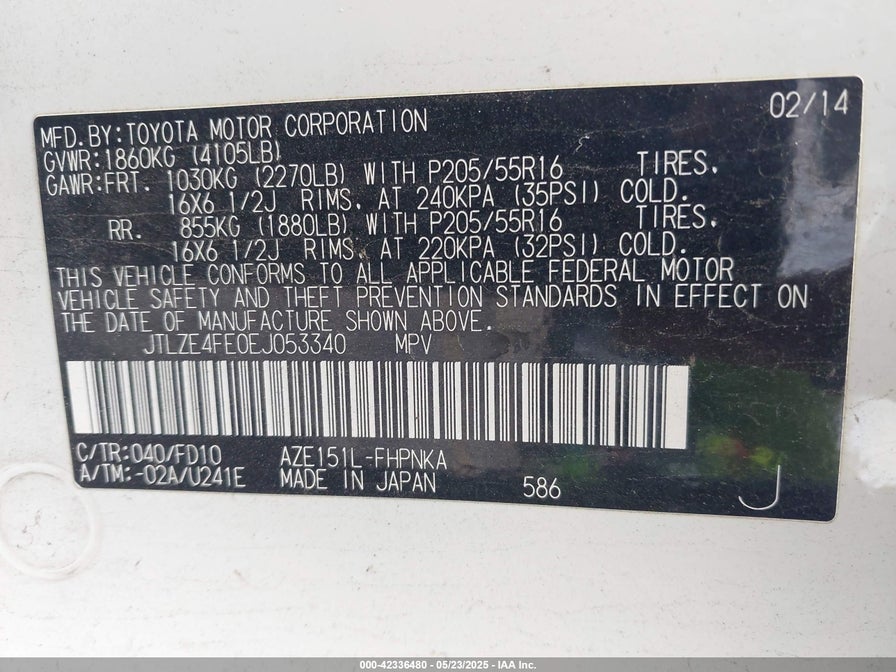 02/14
MFD.BY:TOYOTA MOTOR CORPORATION
GVWR:1860KG (4105LB)
GAWR:FRT. 1030KG (2270LB) WITH P205/55R16 TIRES.
16X6 1/2J RIMS. AT 240KPA (35PSI) COLD.
RR. 855KG (1880LB) WITH P205/55R16 TIRES.
16X6 1/2J RIMS. AT 220KPA (32PSI) COLD.
THIS VEHICLE CONFORMS TO ALL APPLICABLE FEDERAL MOTOR
VEHICLE SAFETY AND THEFT PREVENTION STANDARDS IN EFFECT ON
THE DATE OF MANUFACTURE SHOWN ABOVE.
JTLZE4FE0EJ053340 MPV
C/TR:040/FD10 AZE151L-FHPNKA
A/TM:-02A/U241E MADE IN JAPAN 586 J
000-42336480 - 05/23/2025 - IAA Inc.